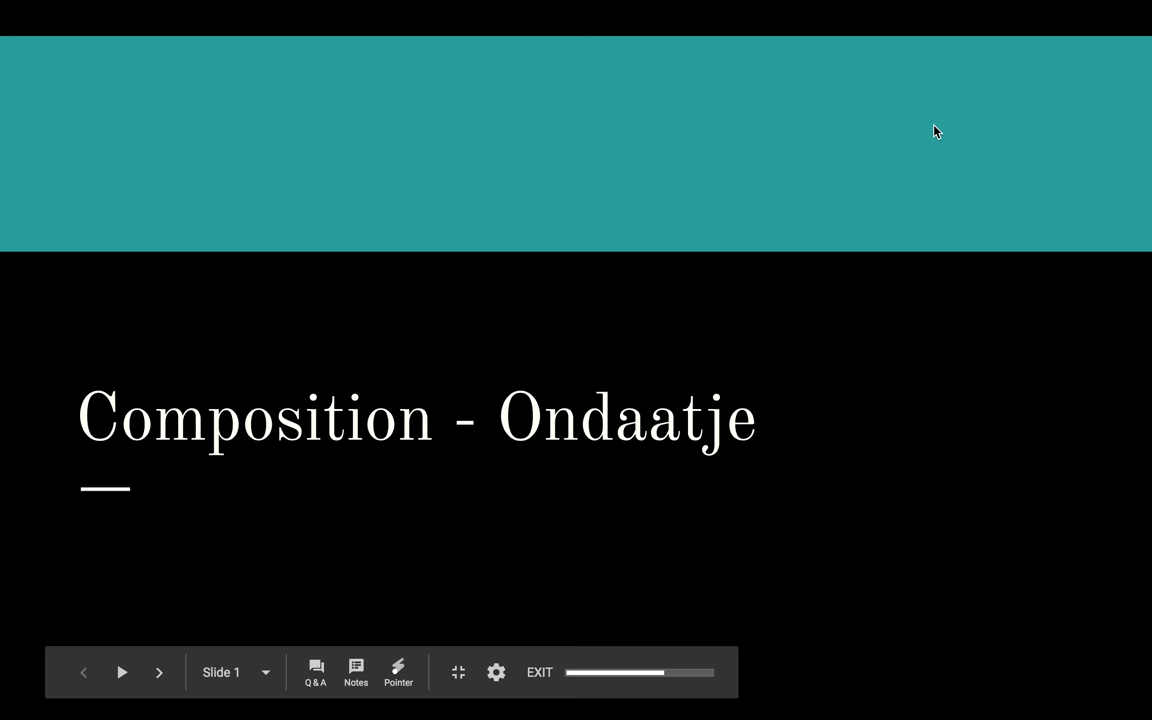 Composition - Ondaatje
Slide 1
Q & A
Notes
Pointer
EXIT